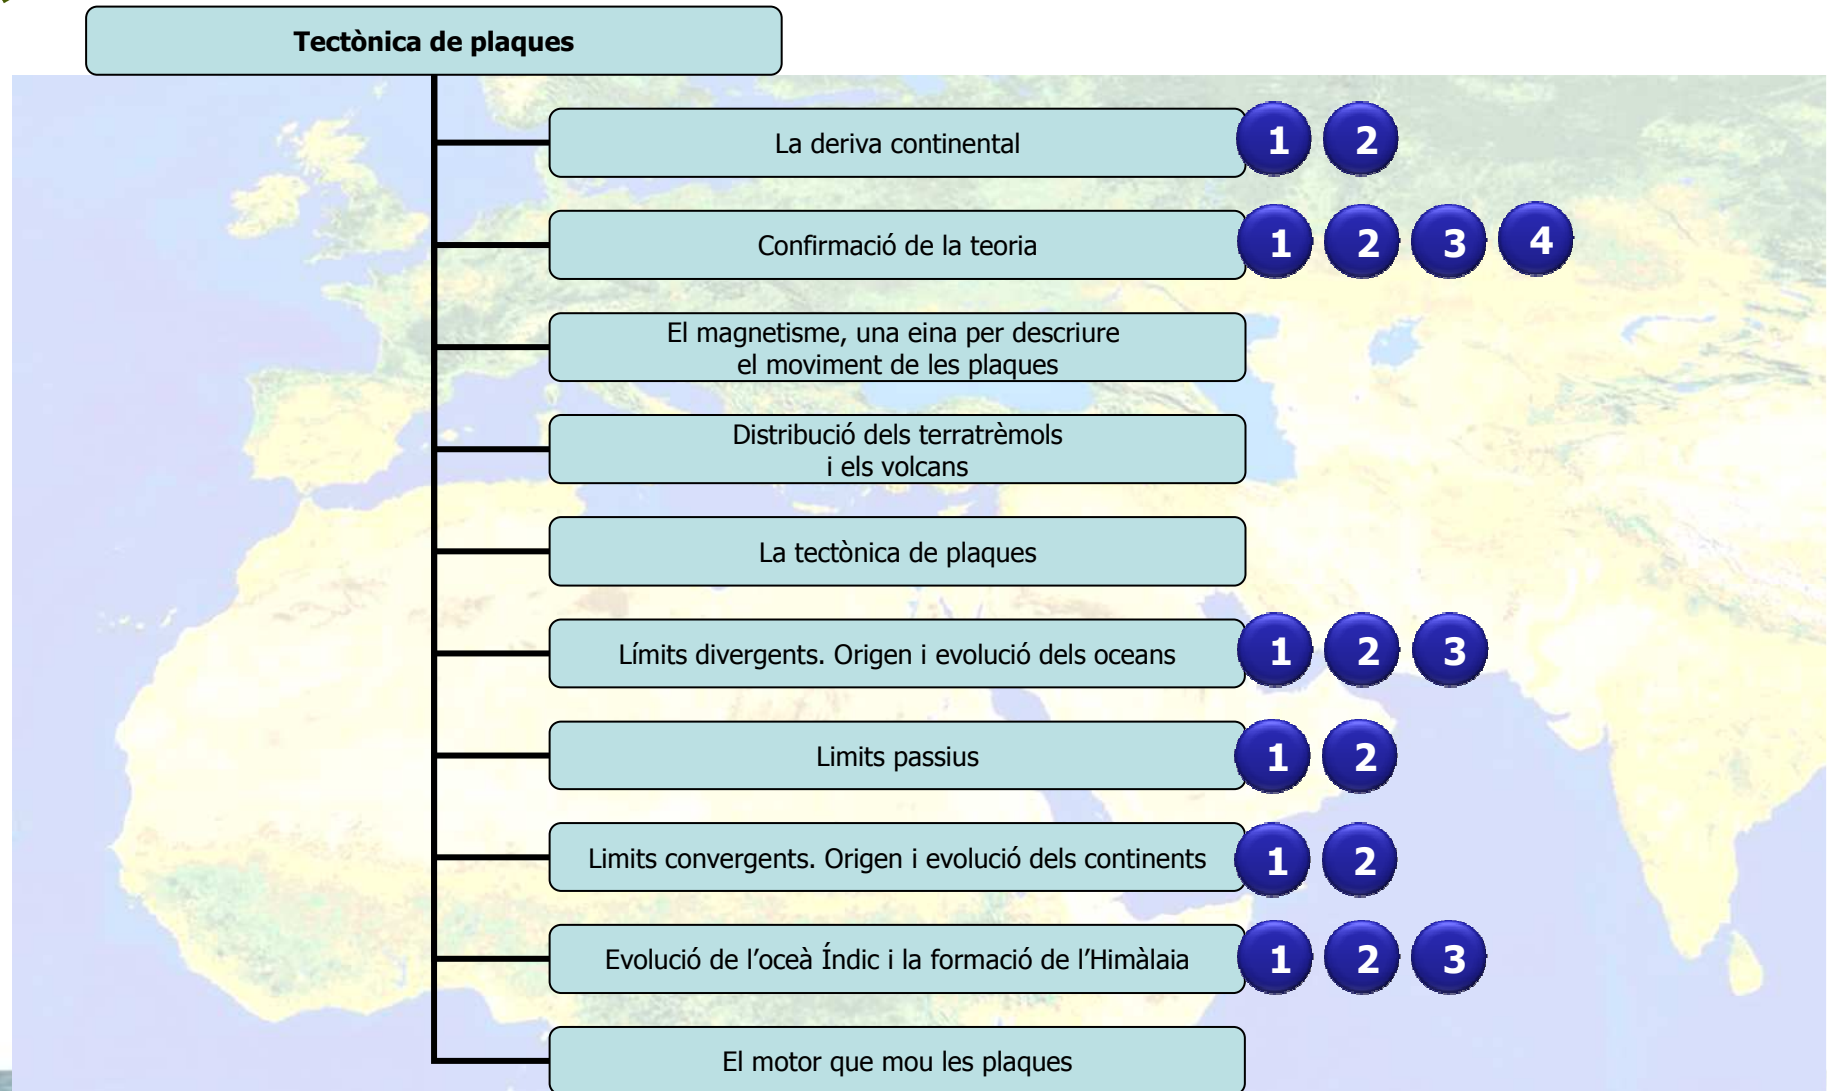 Tectònica de plaques
La deriva continental 1 2
Confirmació de la teoria 1 2 3 4
El magnetisme, una eina per descriure
el moviment de les plaques
Distribució dels terratrèmols
i els volcans
La tectònica de plaques
Límits divergents. Origen i evolució dels oceans 1 2 3
Limits passius 1 2
Limits convergents. Origen i evolució dels continents 1 2
Evolució de l’oceà Índic i la formació de l’Himàlaia 1 2 3
El motor que mou les plaques